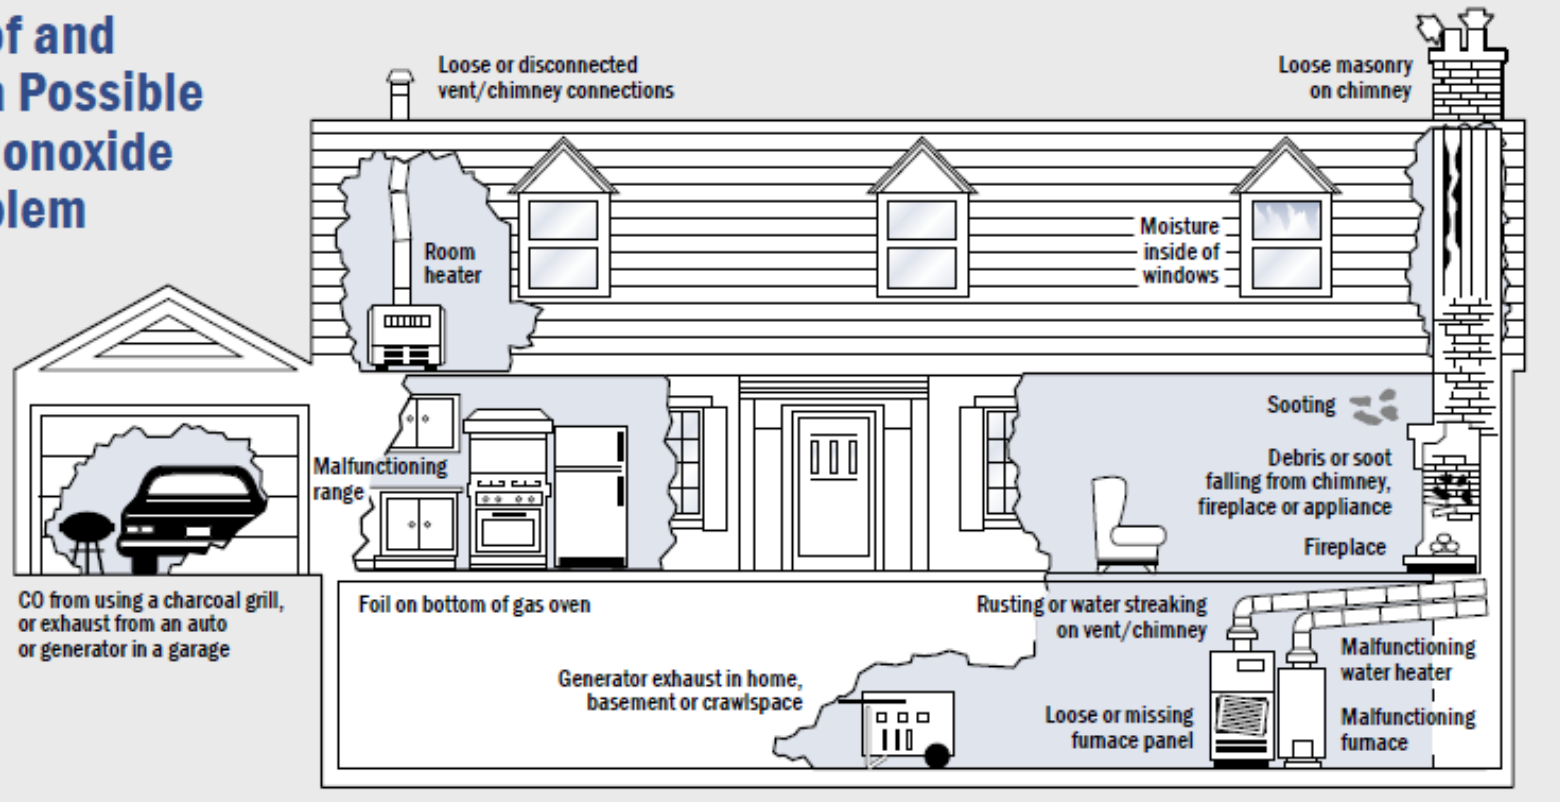 of and
Possible
onoxide
blem
Loose or disconnected
vent/chimney connections
Loose masonry
on chimney
Room
heater
Moisture
inside of
windows
Malfunctioning
range
Sooting
Debris or soot
falling from chimney,
fireplace or appliance
Fireplace
CO from using a charcoal grill,
or exhaust from an auto
or generator in a garage
Foil on bottom of gas oven
Rusting or water streaking
on vent/chimney
Generator exhaust in home,
basement or crawlspace
Loose or missing
furnace panel
Malfunctioning
water heater
Malfunctioning
furnace